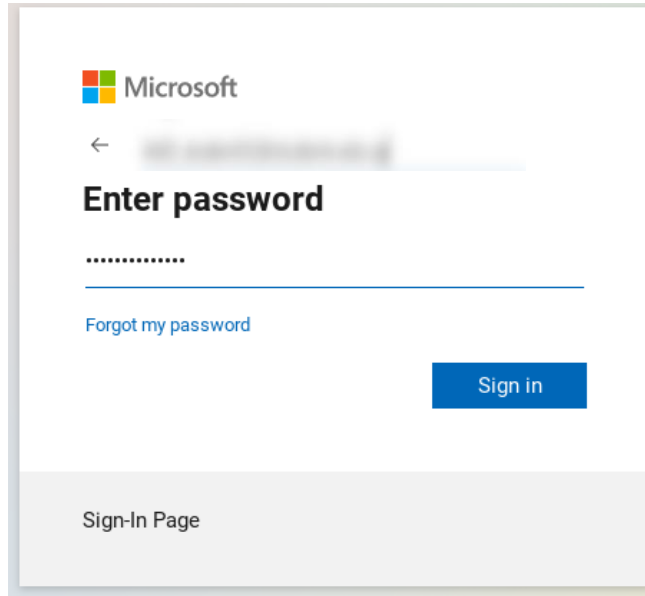 Microsoft
Enter password
••••••••••••••
Forgot my password
Sign in
Sign-In Page